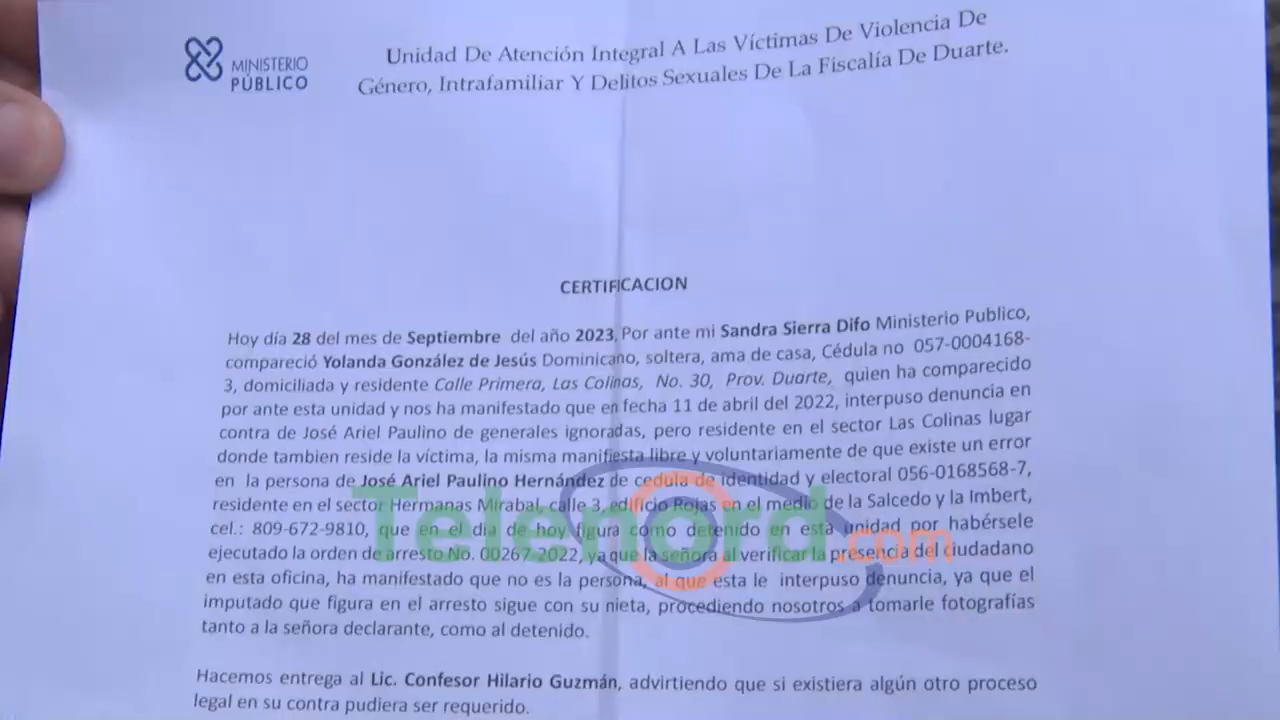 MINISTERIO
PÚBLICO
Unidad De Atención Integral A Las Víctimas De Violencia De
Género, Intrafamiliar Y Delitos Sexuales De La Fiscalía De Duarte.
CERTIFICACION
Hoy día 28 del mes de Septiembre del año 2023, Por ante mi Sandra Sierra Difo Ministerio Publico,
compareció Yolanda González de Jesús Dominicano, soltera, ama de casa, Cédula no 057-0004168-
3, domiciliada y residente Calle Primera, Las Colinas, No. 30, Prov. Duarte, quien ha comparecido
por ante esta unidad y nos ha manifestado que en fecha 11 de abril del 2022, interpuso denuncia en
contra de José Ariel Paulino de generales ignoradas, pero residente en el sector Las Colinas lugar
donde tambien reside la víctima, la misma manifiesta libre y voluntariamente de que existe un error
en la persona de José Ariel Paulino Hernández de cedula de identidad y electoral 056-0168568-7,
residente en el sector Hermanas Mirabal, calle 3, edificio Rojas en el medio de la Salcedo y la Imbert,
cel.: 809-672-9810, que en el dia de hoy figura como detenido en esta unidad por habérsele
ejecutado la orden de arresto No. 00267-2022, ya que la señora al verificar la presencia del ciudadano
en esta oficina, ha manifestado que no es la persona, al que esta le interpuso denuncia, ya que el
imputado que figura en el arresto sigue con su nieta, procediendo nosotros a tomarle fotografías
tanto a la señora declarante, como al detenido.
Hacemos entrega al Lic. Confesor Hilario Guzmán, advirtiendo que si existiera algún otro proceso
legal en su contra pudiera ser requerido.
Telenord.com